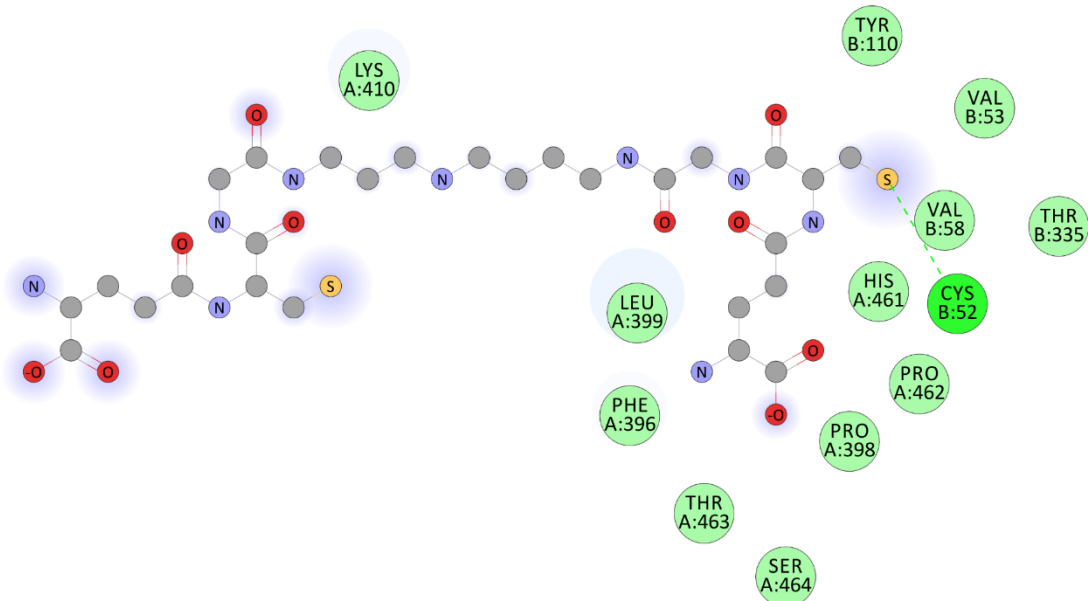 TYR
B:110
LYS
A:410
VAL
B:53
O
O
N
N
N
N
S
N
O
O
N
VAL
B:58
THR
B:335
O
O
O
N
S
HIS
A:461
CYS
B:52
N
N
LEU
A:399
O
-O
O
N
PRO
A:462
-O
PHE
A:396
PRO
A:398
THR
A:463
SER
A:464